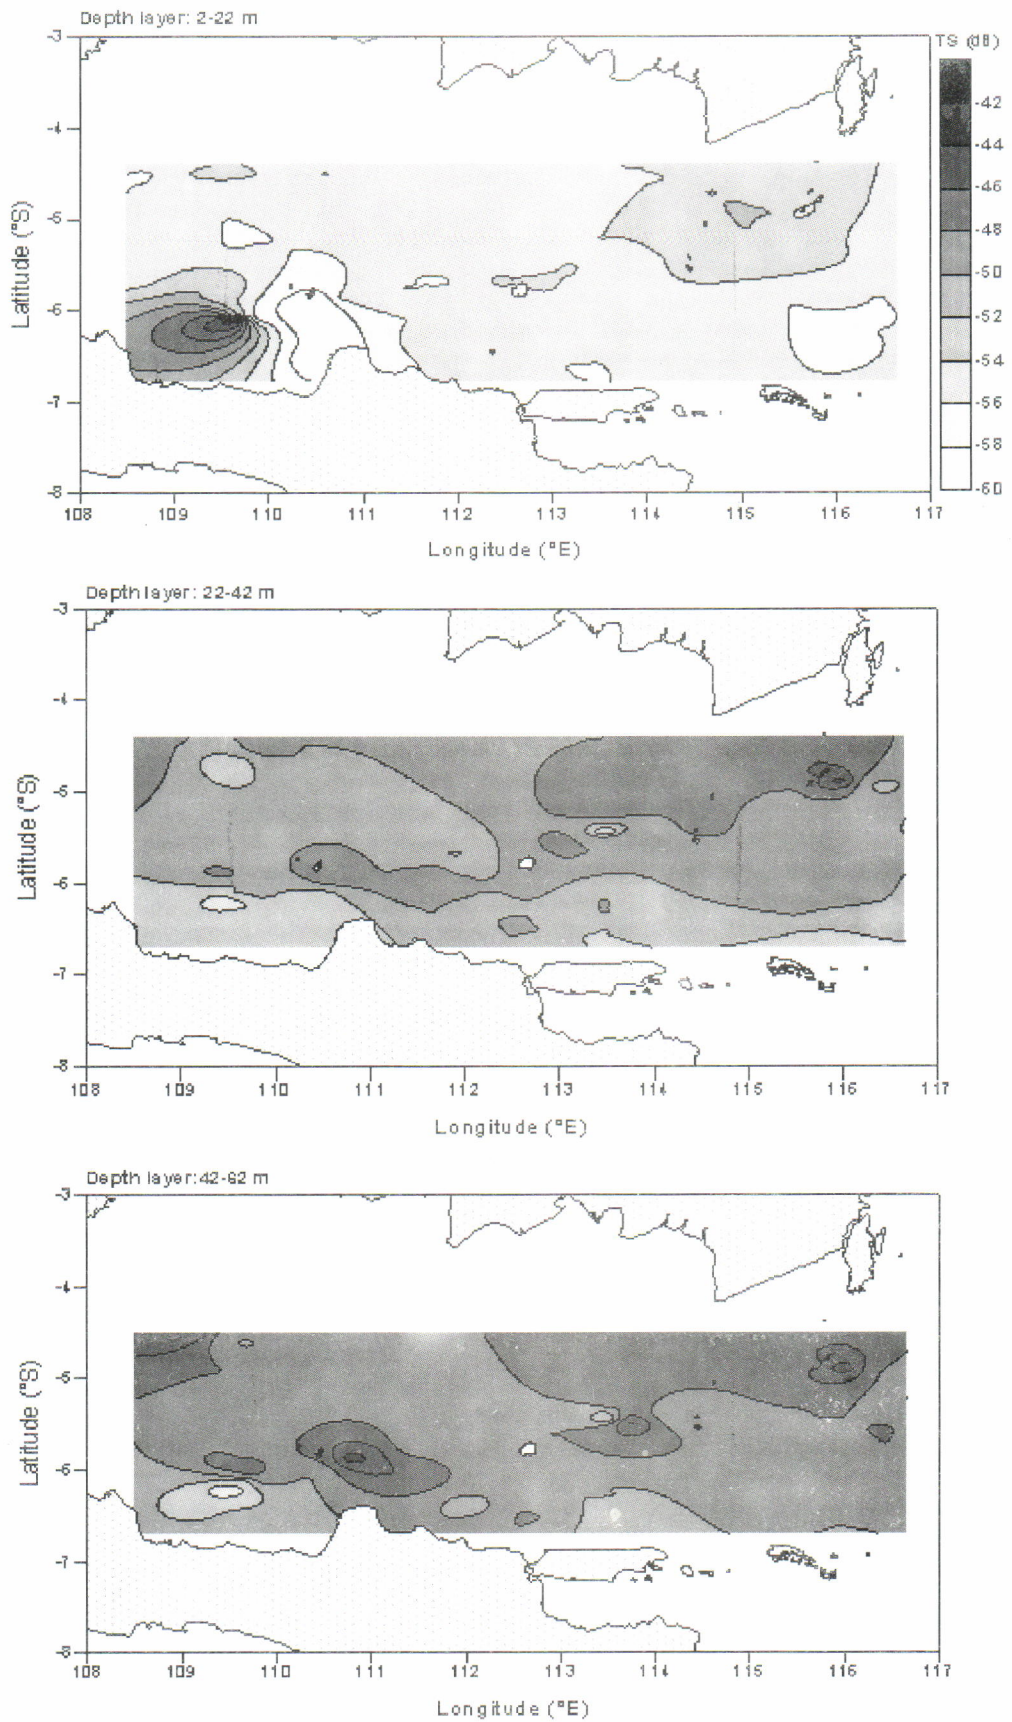 Depth layer: 2-22 m
TS (dB)
-3
-4
-5
-6
-7
-8
Latitude (°S)
-42
-44
-46
-48
-50
-52
-54
-56
-58
-60
108 109 110 111 112 113 114 115 116 117
Longitude (°E)
Depth layer: 22-42 m
-3
-4
-5
-6
-7
-8
Latitude (°S)
108 109 110 111 112 113 114 115 116 117
Longitude (°E)
Depth layer:42-62 m
-3
-4
-5
-6
-7
-8
Latitude (°S)
108 109 110 111 112 113 114 115 116 117
Longitude (°E)